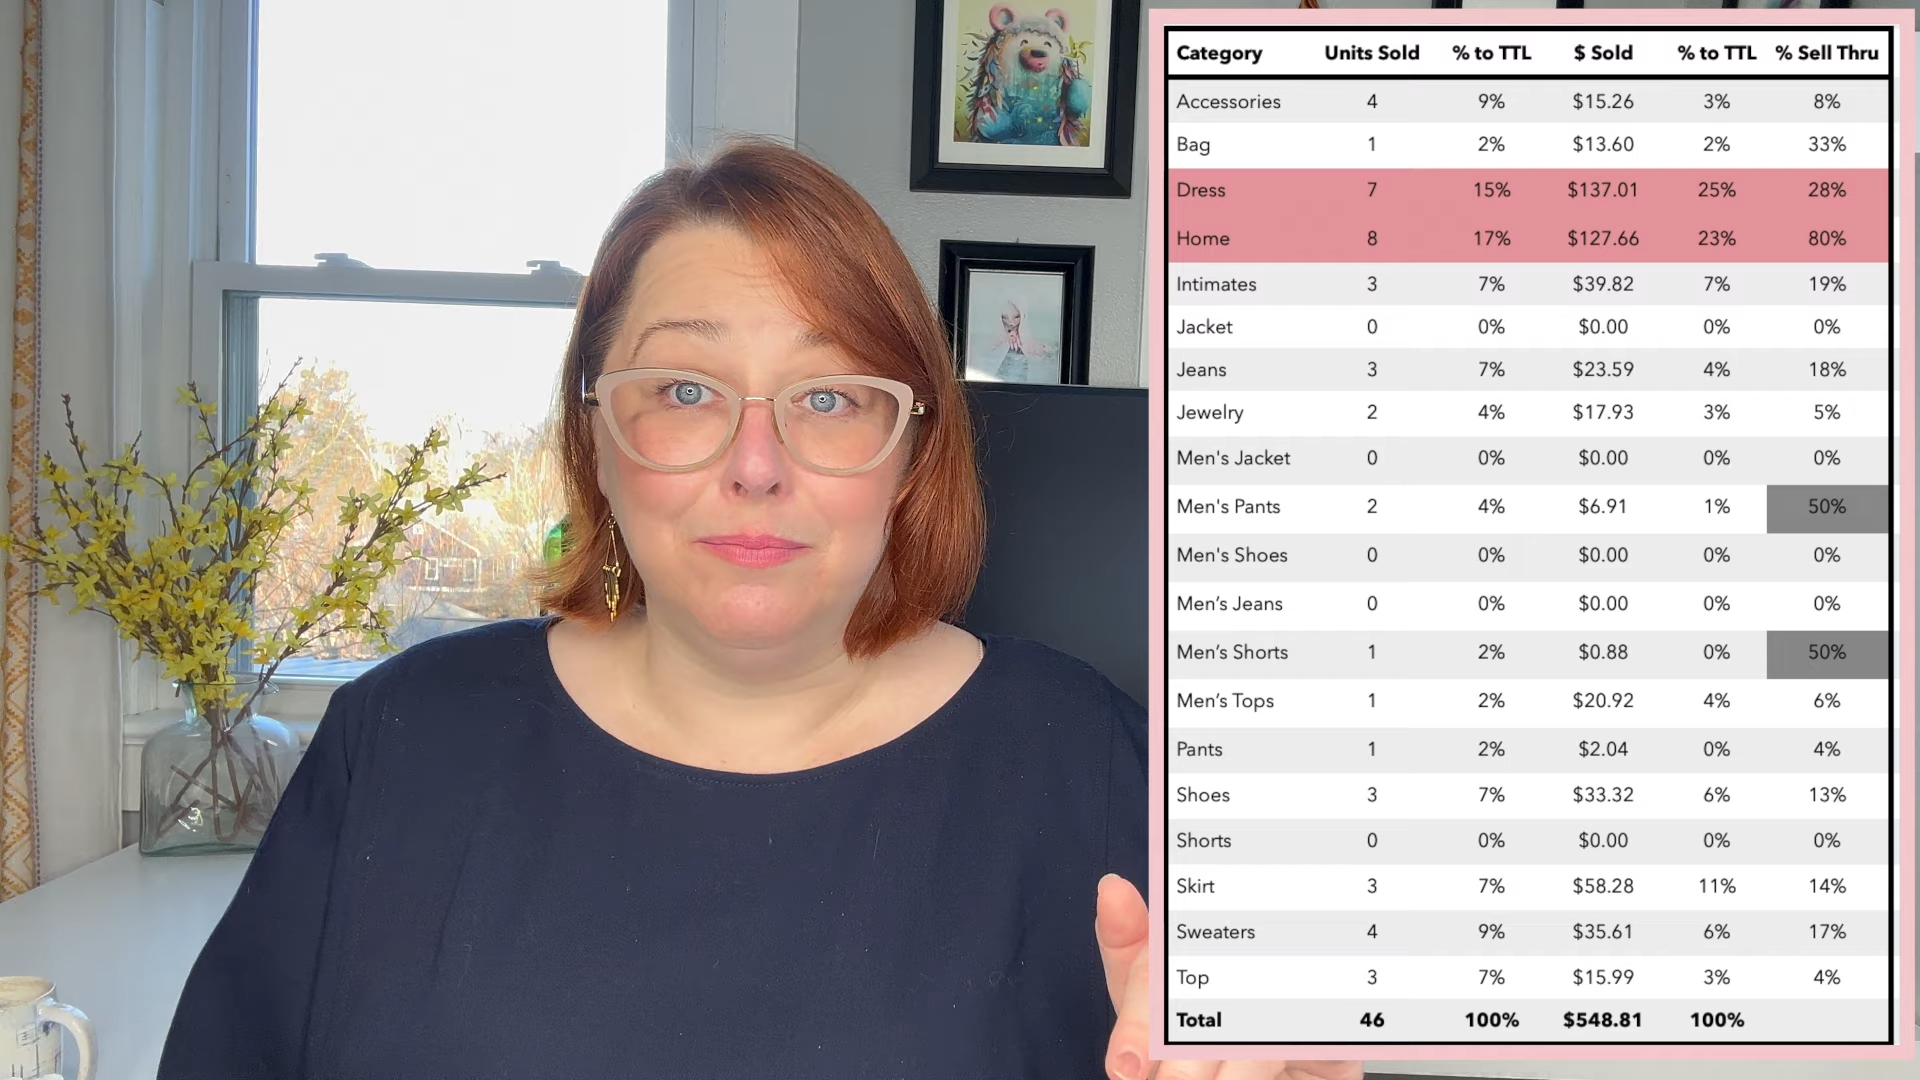 Category Units Sold % to TTL $ Sold % to TTL % Sell Thru
Accessories 4 9% $15.26 3% 8%
Bag 1 2% $13.60 2% 33%
Dress 7 15% $137.01 25% 28%
Home 8 17% $127.66 23% 80%
Intimates 3 7% $39.82 7% 19%
Jacket 0 0% $0.00 0% 0%
Jeans 3 7% $23.59 4% 18%
Jewelry 2 4% $17.93 3% 5%
Men's Jacket 0 0% $0.00 0% 0%
Men's Pants 2 4% $6.91 1% 50%
Men's Shoes 0 0% $0.00 0% 0%
Men’s Jeans 0 0% $0.00 0% 0%
Men’s Shorts 1 2% $0.88 0% 50%
Men’s Tops 1 2% $20.92 4% 6%
Pants 1 2% $2.04 0% 4%
Shoes 3 7% $33.32 6% 13%
Shorts 0 0% $0.00 0% 0%
Skirt 3 7% $58.28 11% 14%
Sweaters 4 9% $35.61 6% 17%
Top 3 7% $15.99 3% 4%
Total 46 100% $548.81 100%